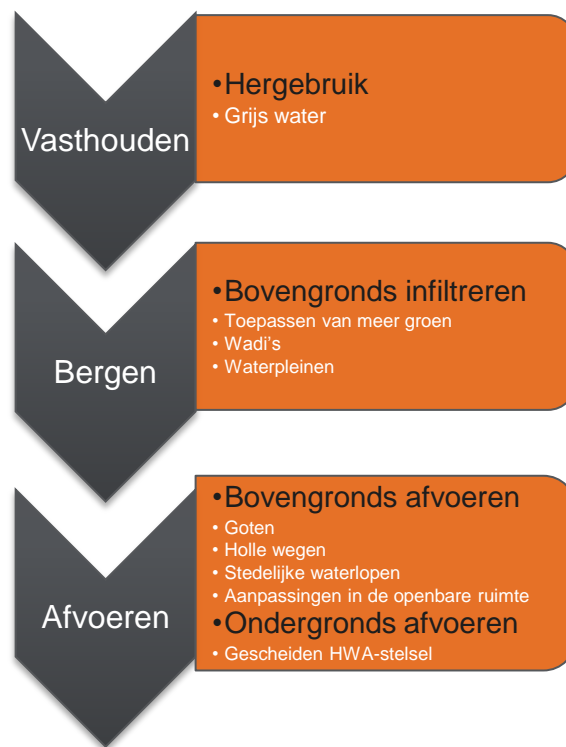 Vasthouden
•Hergebruik
• Grijs water
Bergen
•Bovengronds infiltreren
• Toepassen van meer groen
• Wadi's
• Waterpleinen
Afvoeren
•Bovengronds afvoeren
• Goten
• Holle wegen
• Stedelijke waterlopen
• Aanpassingen in de openbare ruimte
•Ondergronds afvoeren
• Gescheiden HWA-stelsel